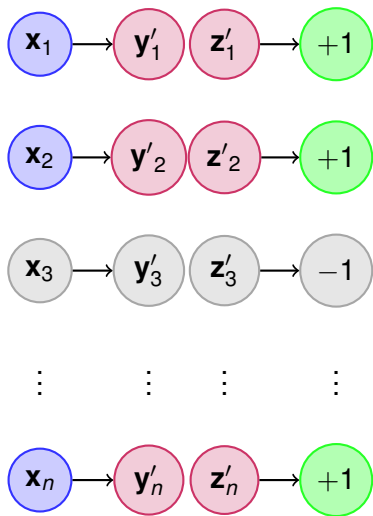 x₁ y′₁ z′₁ +1
x₂ y′₂ z′₂ +1
x₃ y′₃ z′₃ −1
⋮ ⋮ ⋮ ⋮
xₙ y′ₙ z′ₙ +1